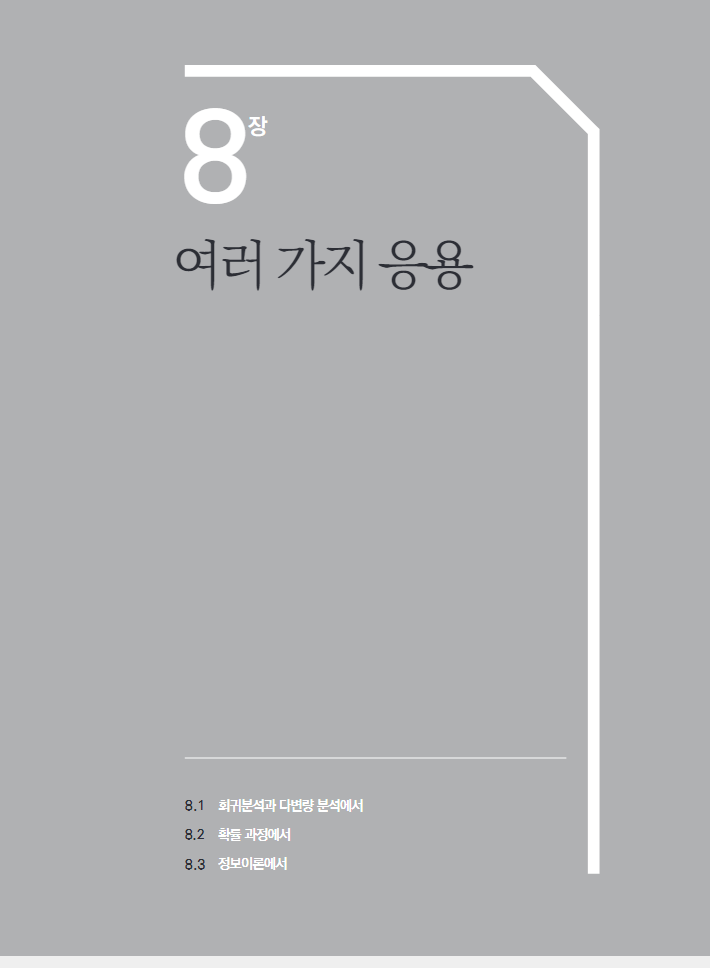 8장
여러 가지 응용
8.1 회귀분석과 다변량 분석에서
8.2 확률 과정에서
8.3 정보이론에서